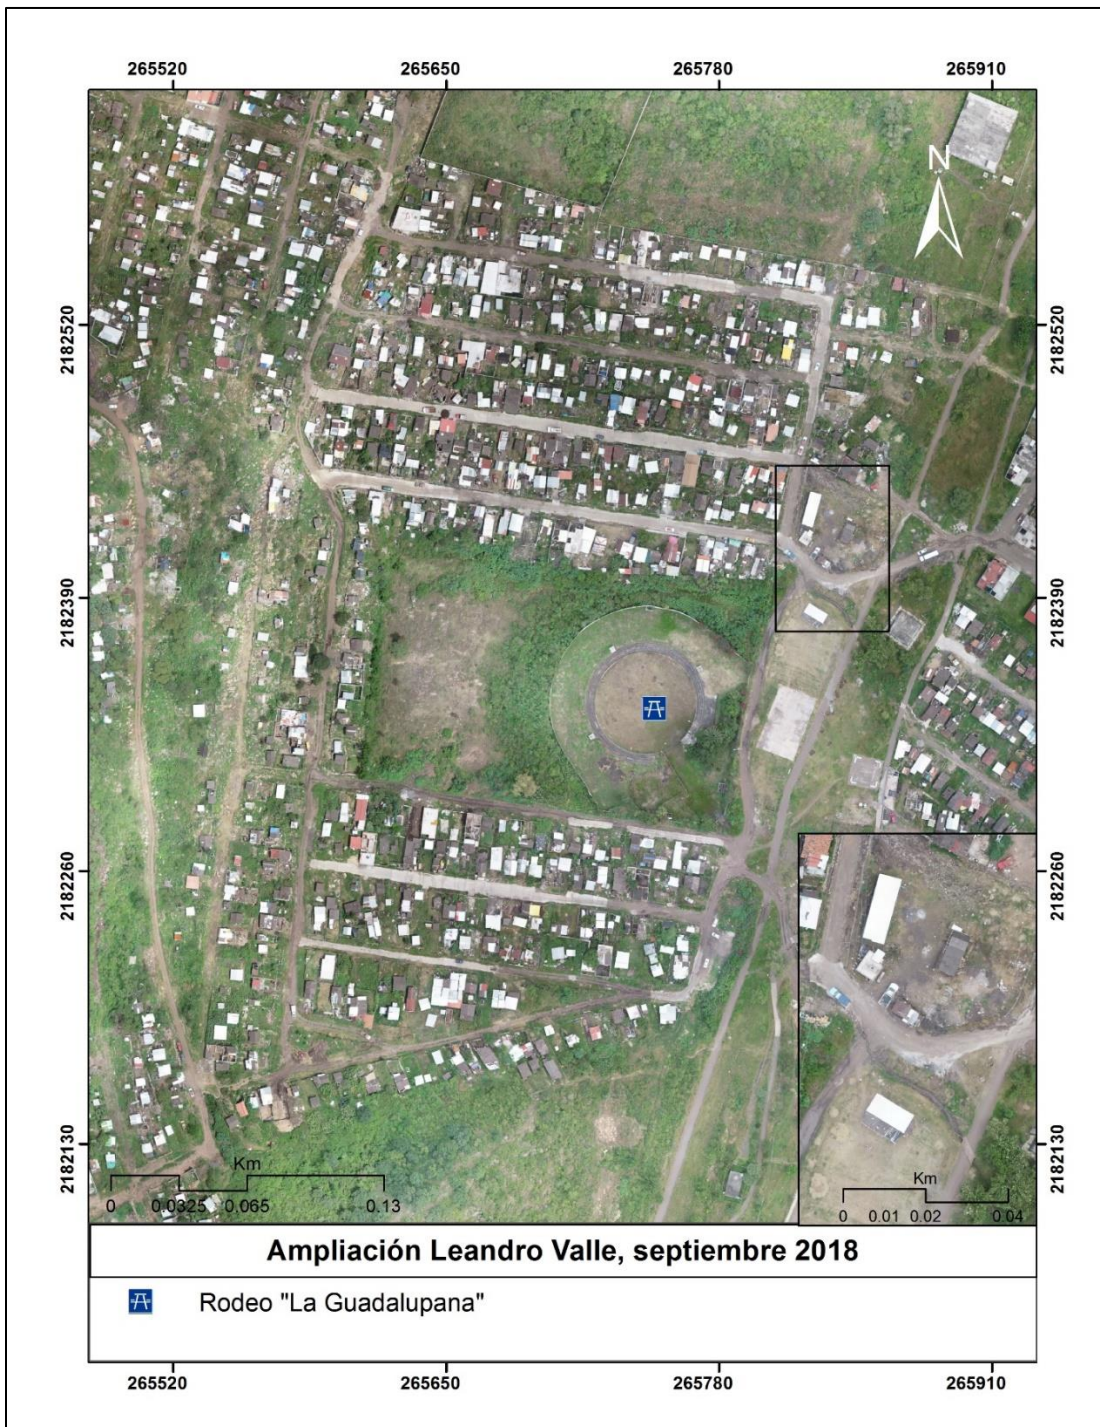 265520 265650 265780 265910
N
2182520 2182520
2182390 2182390
2182260 2182260
2182130 2182130
Km
0 0.0325 0.065 0.13
Km
0 0.01 0.02 0.04
Ampliación Leandro Valle, septiembre 2018
Rodeo "La Guadalupana"
265520 265650 265780 265910